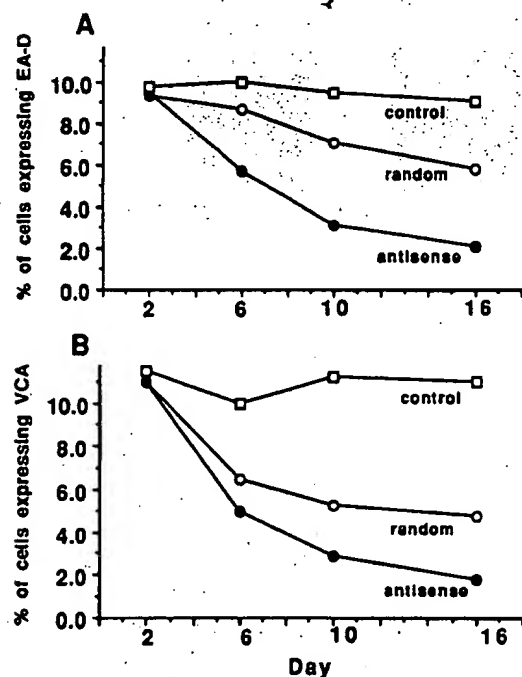 A
% of cells expressing EA-D
10.0
8.0
6.0
4.0
2.0
0.0
control
random
antisense
2 6 10 16
B
% of cells expressing VCA
10.0
8.0
6.0
4.0
2.0
0.0
control
random
antisense
2 6 10 16
Day